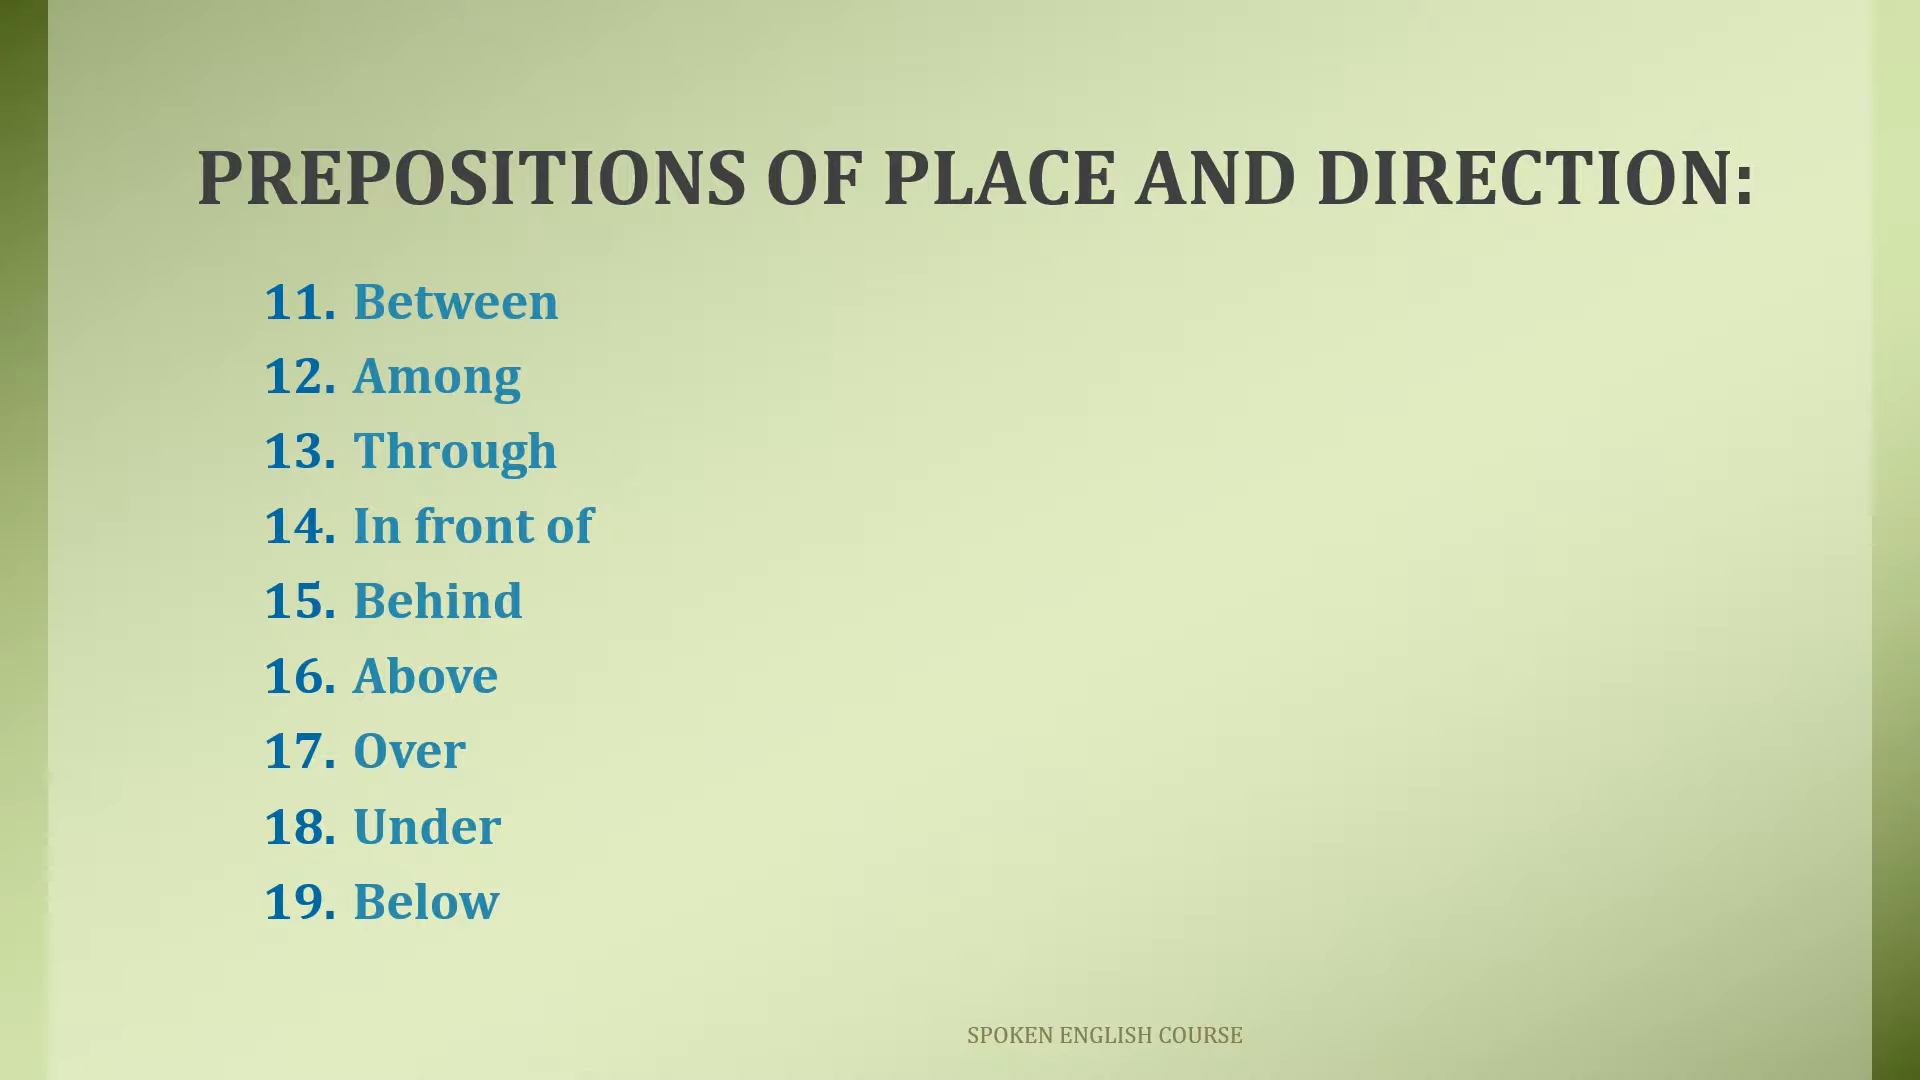 PREPOSITIONS OF PLACE AND DIRECTION:
11. Between
12. Among
13. Through
14. In front of
15. Behind
16. Above
17. Over
18. Under
19. Below
SPOKEN ENGLISH COURSE